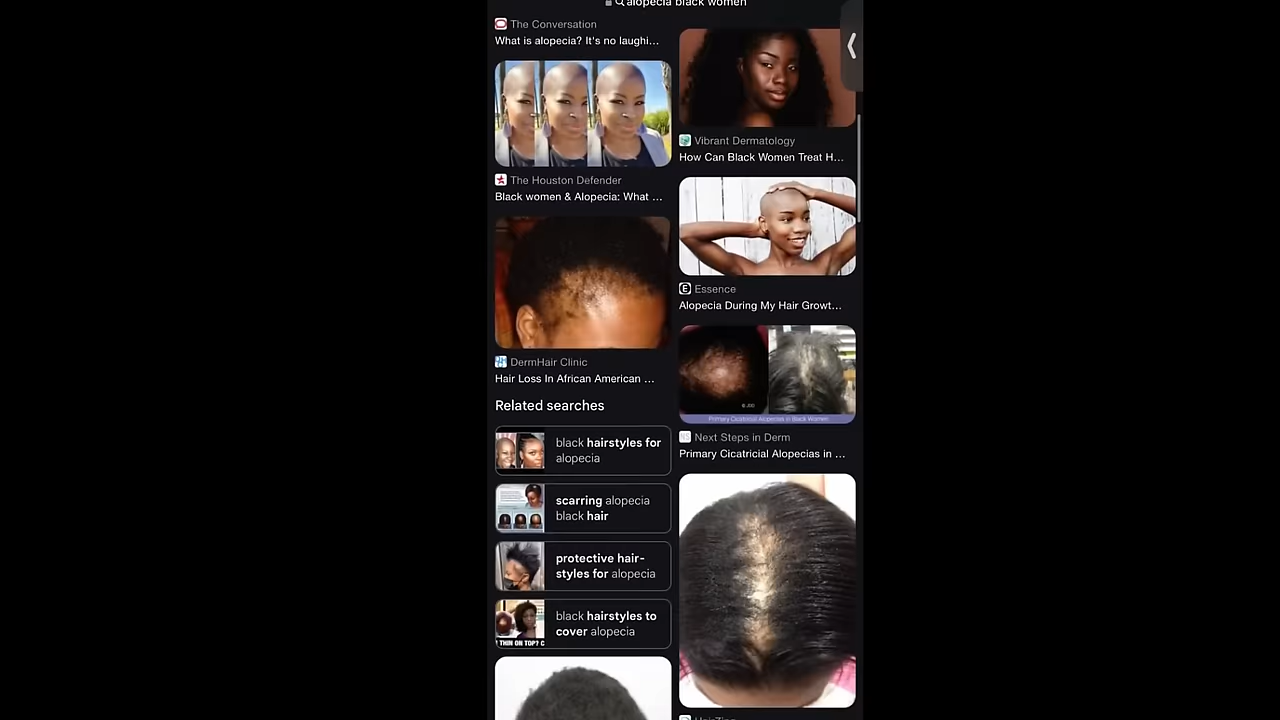 alopecia black women
The Conversation
What is alopecia? It's no laughi...
The Houston Defender
Black women & Alopecia: What ...
DermHair Clinic
Hair Loss In African American ...
Related searches
black hairstyles for
alopecia
scarring alopecia
black hair
protective hair-
styles for alopecia
black hairstyles to
cover alopecia
THIN ON TOP? C
Vibrant Dermatology
How Can Black Women Treat H...
Essence
Alopecia During My Hair Growt...
Primary Cicatricial Alopecias in Black Women
Next Steps in Derm
Primary Cicatricial Alopecias in ...